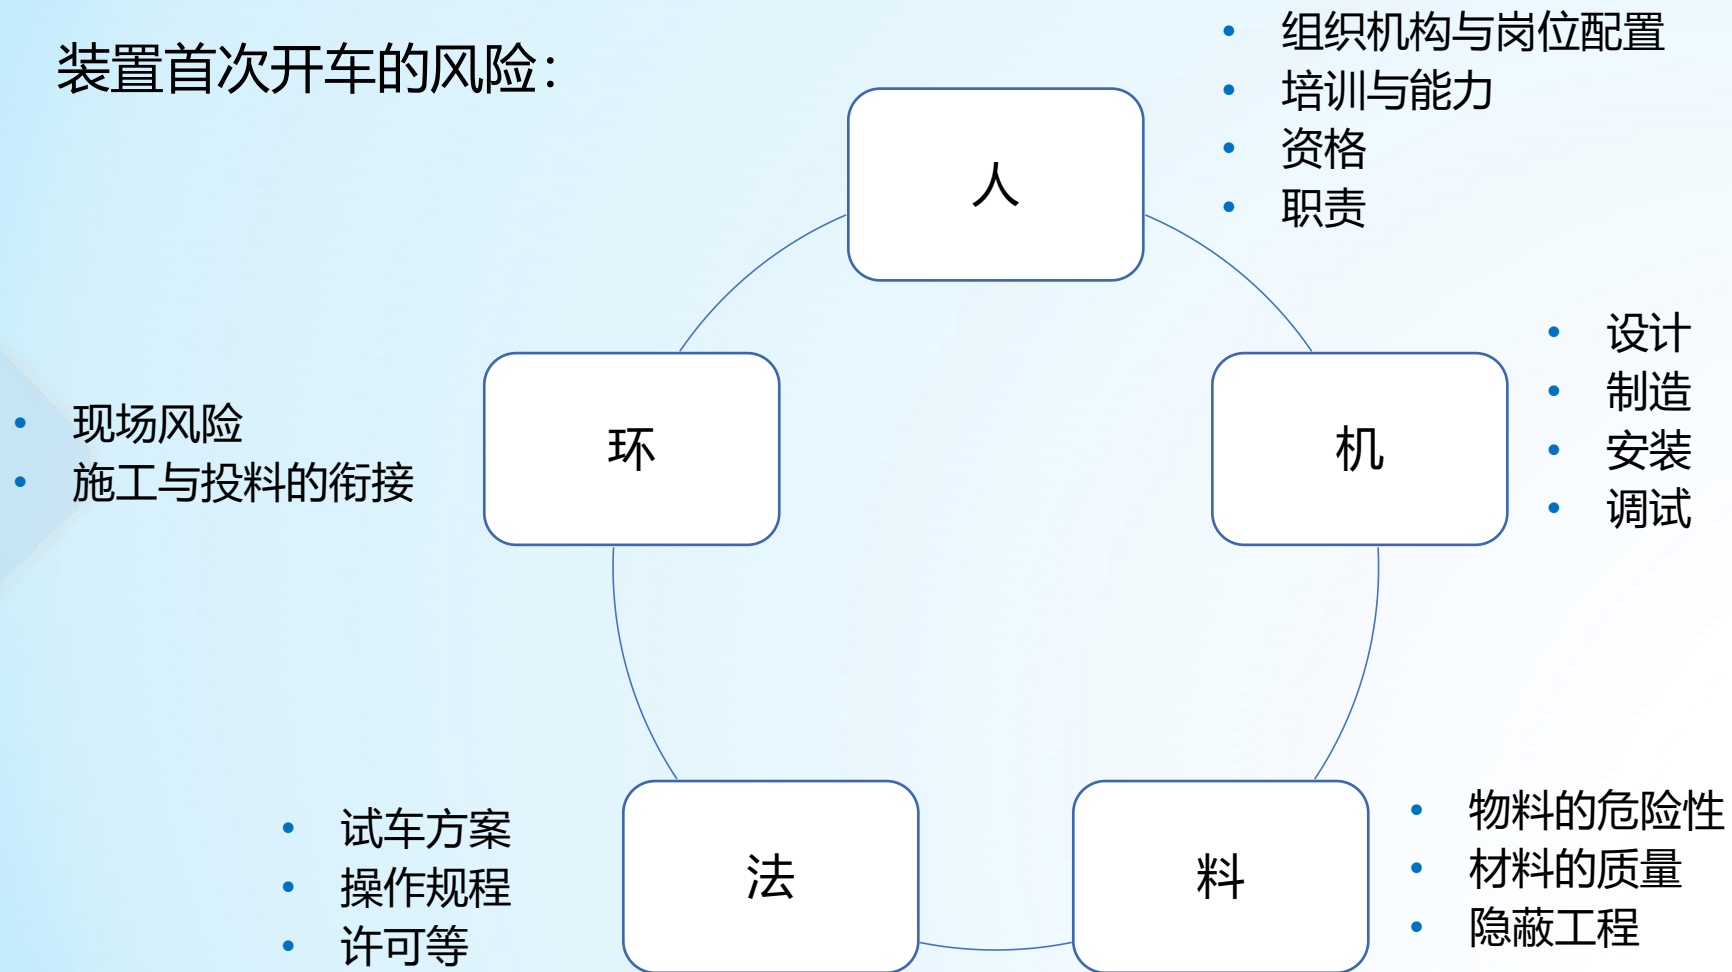 装置首次开车的风险：
人
• 组织机构与岗位配置
• 培训与能力
• 资格
• 职责
机
• 设计
• 制造
• 安装
• 调试
料
• 物料的危险性
• 材料的质量
• 隐蔽工程
法
• 试车方案
• 操作规程
• 许可等
环
• 现场风险
• 施工与投料的衔接